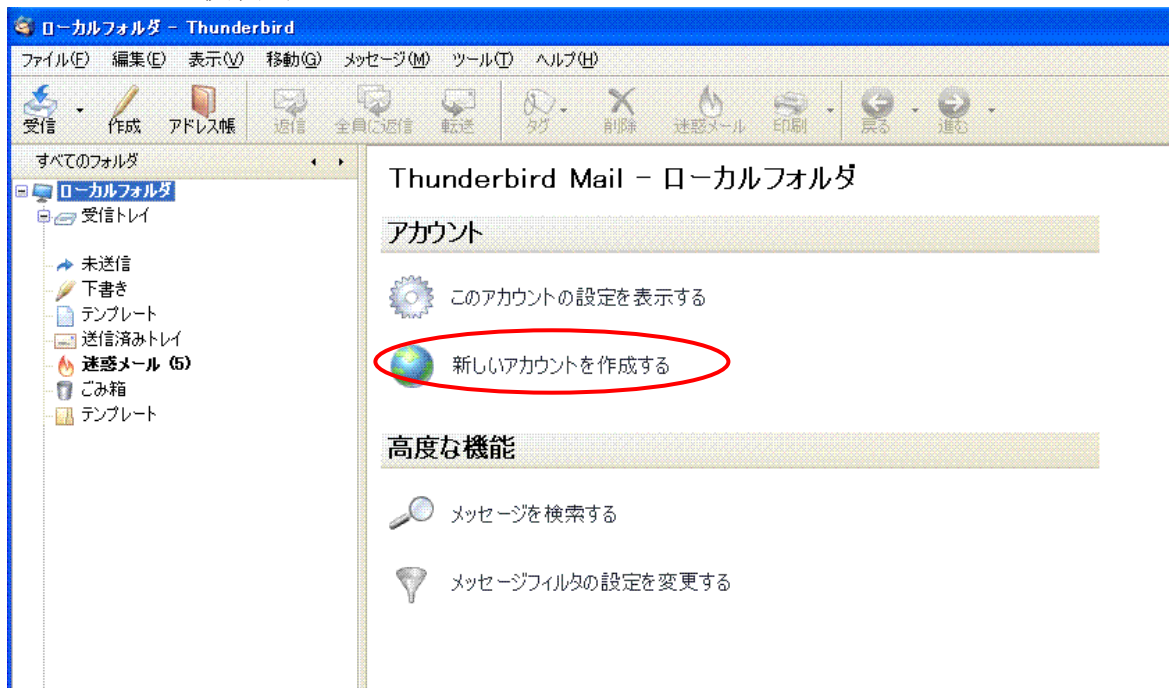 ローカルフォルダ - Thunderbird
ファイル(F) 編集(E) 表示(V) 移動(G) メッセージ(M) ツール(T) ヘルプ(H)
受信 作成 アドレス帳 返信 全員に返信 転送 タグ 削除 迷惑メール 印刷 戻る 進む
すべてのフォルダ
ローカルフォルダ
受信トレイ
未送信
下書き
テンプレート
送信済みトレイ
迷惑メール (5)
ごみ箱
テンプレート
Thunderbird Mail - ローカルフォルダ
アカウント
このアカウントの設定を表示する
新しいアカウントを作成する
高度な機能
メッセージを検索する
メッセージフィルタの設定を変更する